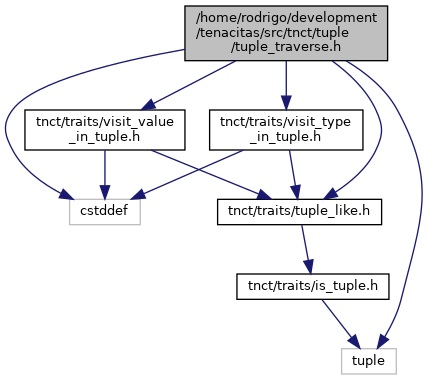 /home/rodrigo/development
/tenacitas/src/tnct/tuple
/tuple_traverse.h
tnct/traits/visit_value
_in_tuple.h
tnct/traits/visit_type
_in_tuple.h
cstddef
tnct/traits/tuple_like.h
tnct/traits/is_tuple.h
tuple